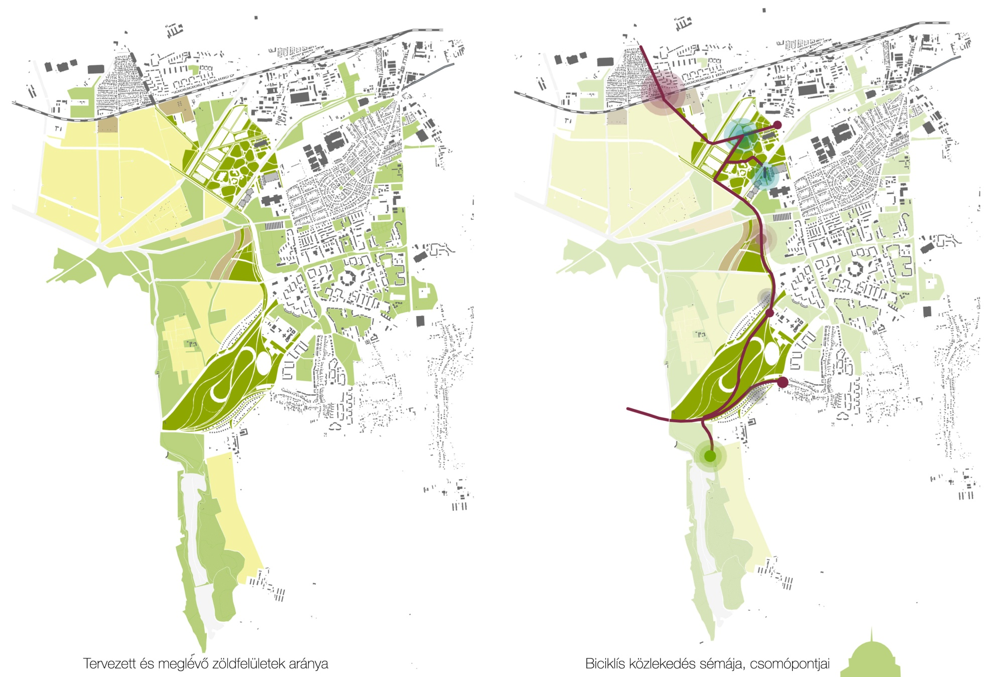 Tervezett és meglévő zöldfelületek aránya
Biciklís közlekedés sémája, csomópontjai